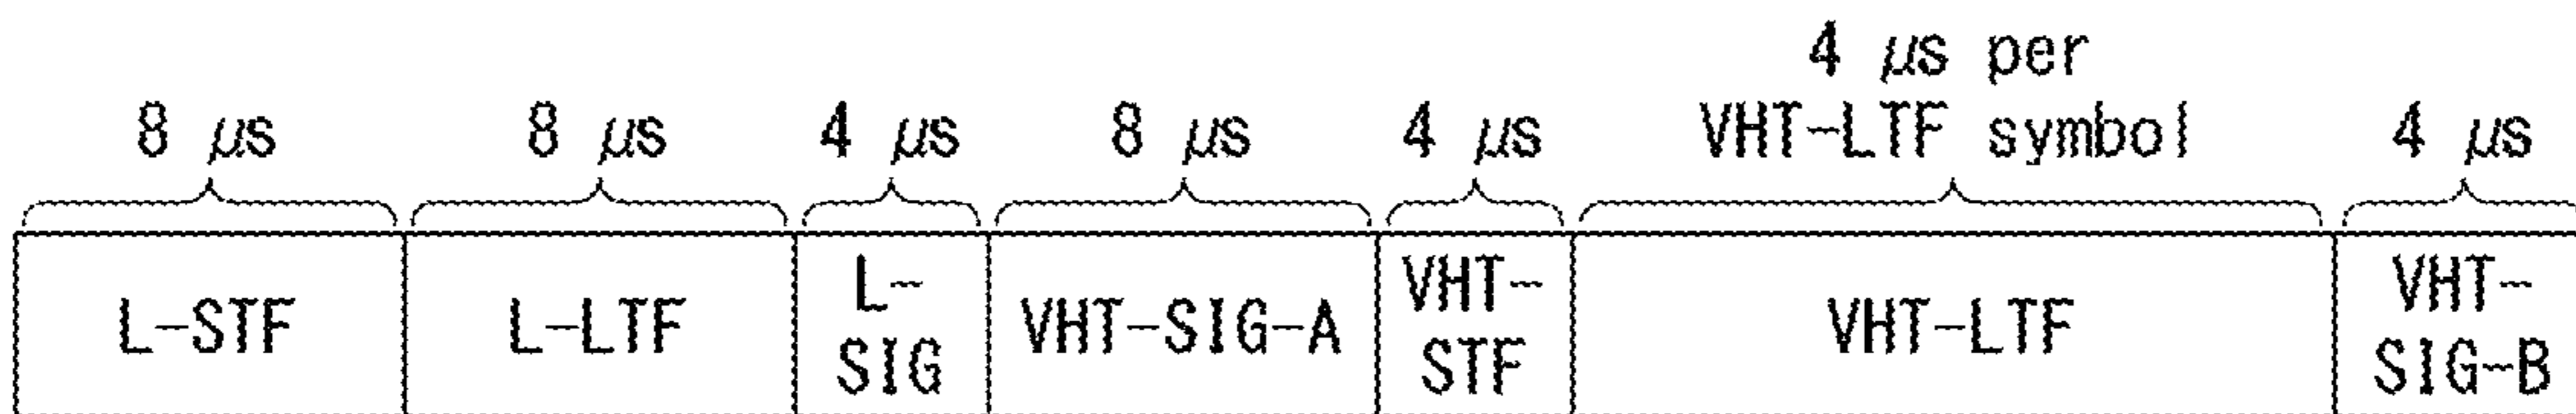 8 μs 8 μs 4 μs 8 μs 4 μs 4 μs per VHT-LTF symbol 4 μs
L-STF L-LTF L-SIG VHT-SIG-A VHT-STF VHT-LTF VHT-SIG-B